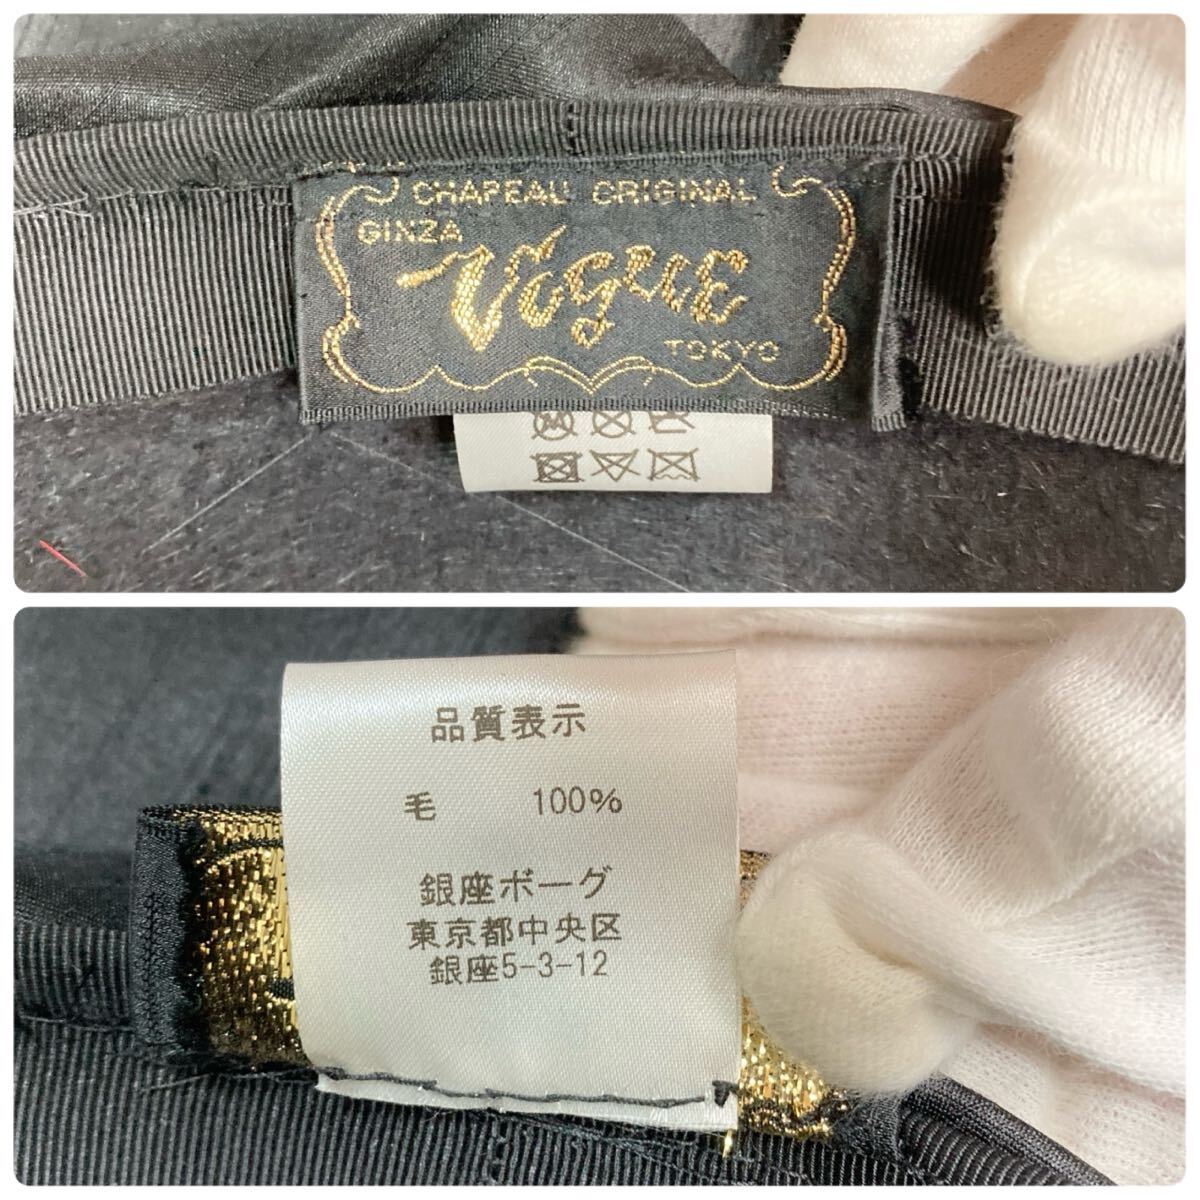 CHAPEAU ORIGINAL
GINZA
Vogue
TOKYO
品質表示
毛 100%
銀座ボーグ
東京都中央区
銀座5-3-12